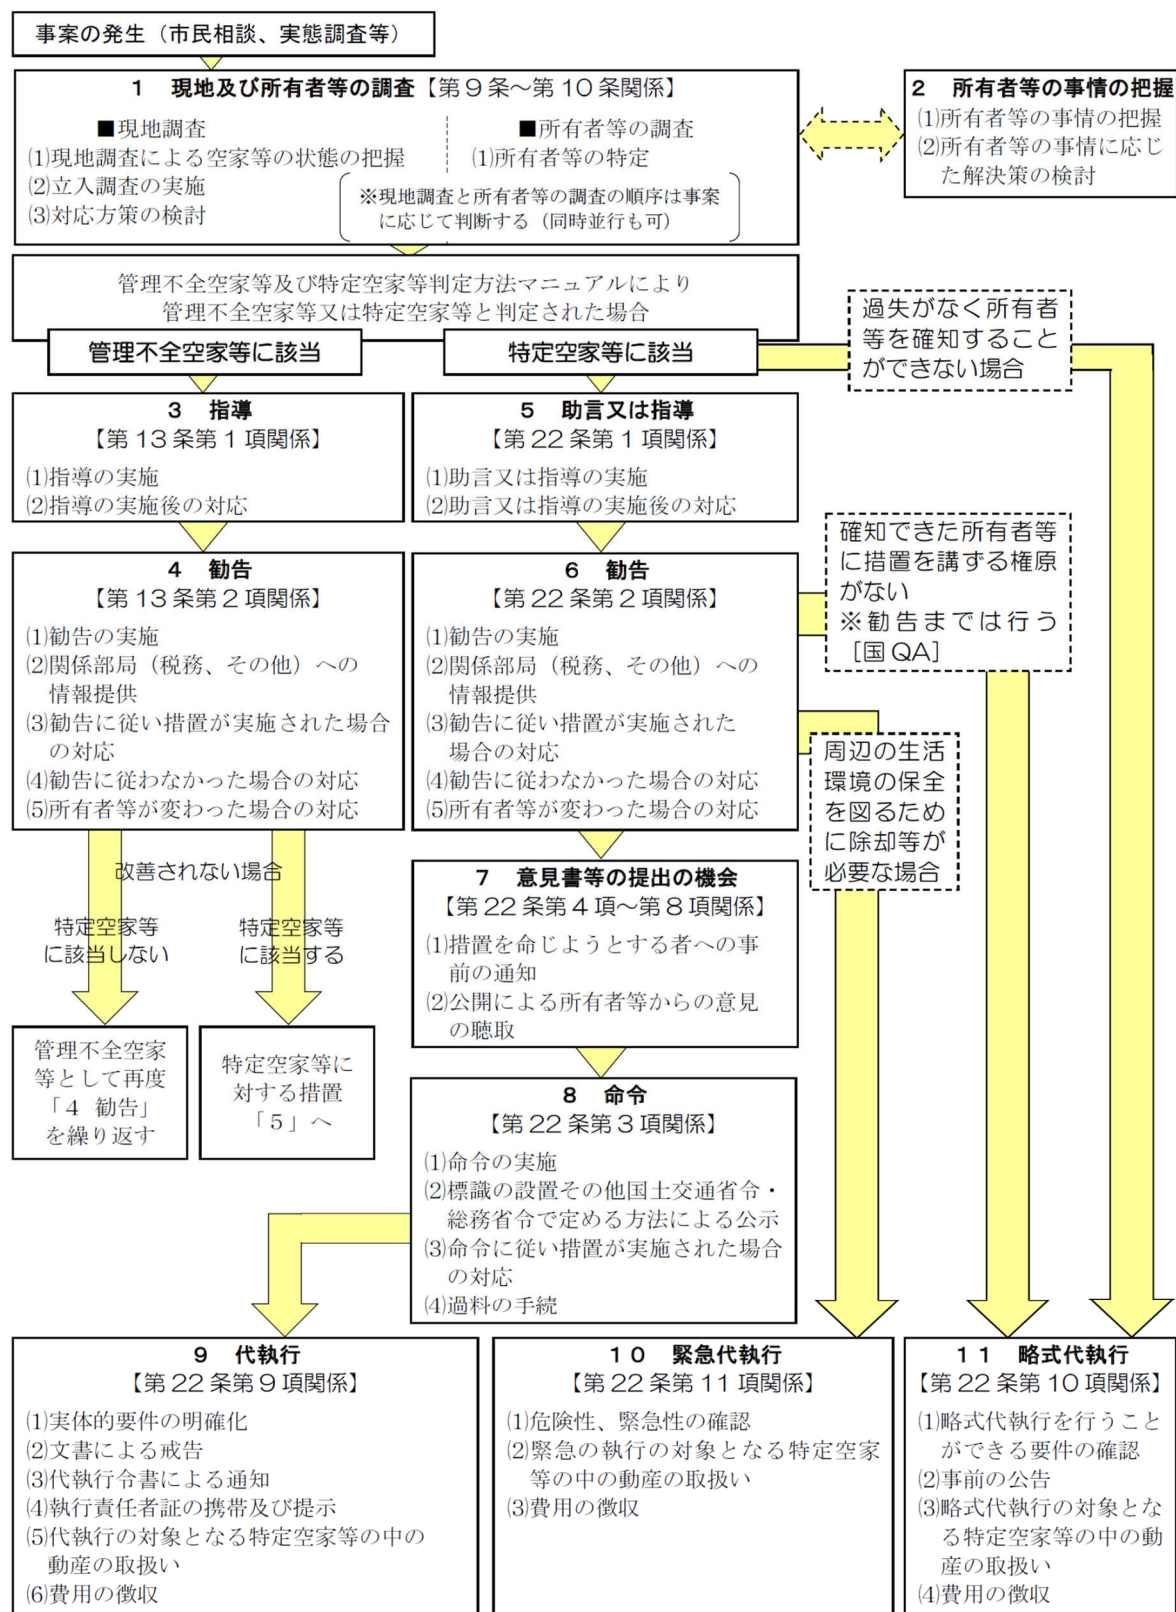 事案の発生（市民相談、実態調査等）
1　現地及び所有者等の調査【第9条～第10条関係】
■現地調査
(1)現地調査による空家等の状態の把握
(2)立入調査の実施
(3)対応方策の検討
■所有者等の調査
(1)所有者等の特定
※現地調査と所有者等の調査の順序は事案
に応じて判断する（同時並行も可）
2　所有者等の事情の把握
(1)所有者等の事情の把握
(2)所有者等の事情に応じ
た解決策の検討
管理不全空家等及び特定空家等判定方法マニュアルにより
管理不全空家等又は特定空家等と判定された場合
管理不全空家等に該当
特定空家等に該当
過失がなく所有者
等を確知すること
ができない場合
3　指導
【第13条第1項関係】
(1)指導の実施
(2)指導の実施後の対応
5　助言又は指導
【第22条第1項関係】
(1)助言又は指導の実施
(2)助言又は指導の実施後の対応
4　勧告
【第13条第2項関係】
(1)勧告の実施
(2)関係部局（税務、その他）への
情報提供
(3)勧告に従い措置が実施された場合
の対応
(4)勧告に従わなかった場合の対応
(5)所有者等が変わった場合の対応
6　勧告
【第22条第2項関係】
(1)勧告の実施
(2)関係部局（税務、その他）への
情報提供
(3)勧告に従い措置が実施された
場合の対応
(4)勧告に従わなかった場合の対応
(5)所有者等が変わった場合の対応
確知できた所有者等
に措置を講ずる権原
がない
※勧告までは行う
［国QA］
周辺の生活
環境の保全
を図るため
に除却等が
必要な場合
改善されない場合
特定空家等
に該当しない
特定空家等
に該当する
管理不全空家
等として再度
「4 勧告」
を繰り返す
特定空家等に
対する措置
「5」へ
7　意見書等の提出の機会
【第22条第4項～第8項関係】
(1)措置を命じようとする者への事
前の通知
(2)公開による所有者等からの意見
の聴取
8　命令
【第22条第3項関係】
(1)命令の実施
(2)標識の設置その他国土交通省令・
総務省令で定める方法による公示
(3)命令に従い措置が実施された場合
の対応
(4)過料の手続
9　代執行
【第22条第9項関係】
(1)実体的要件の明確化
(2)文書による戒告
(3)代執行令書による通知
(4)執行責任者証の携帯及び提示
(5)代執行の対象となる特定空家等の中の
動産の取扱い
(6)費用の徴収
10　緊急代執行
【第22条第11項関係】
(1)危険性、緊急性の確認
(2)緊急の執行の対象となる特定空家
等の中の動産の取扱い
(3)費用の徴収
11　略式代執行
【第22条第10項関係】
(1)略式代執行を行うこと
ができる要件の確認
(2)事前の公告
(3)略式代執行の対象とな
る特定空家等の中の動
産の取扱い
(4)費用の徴収